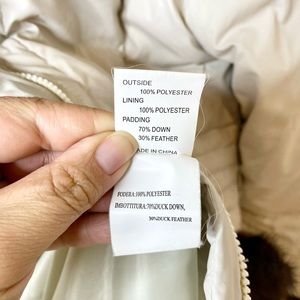 OUTSIDE
100% POLYESTER
LINING
100% POLYESTER
PADDING
70% DOWN
30% FEATHER
MADE IN CHINA
FODERA:100% POLYESTER
IMBOTTITURA:70%DUCK DOWN,
30%DUCK FEATHER